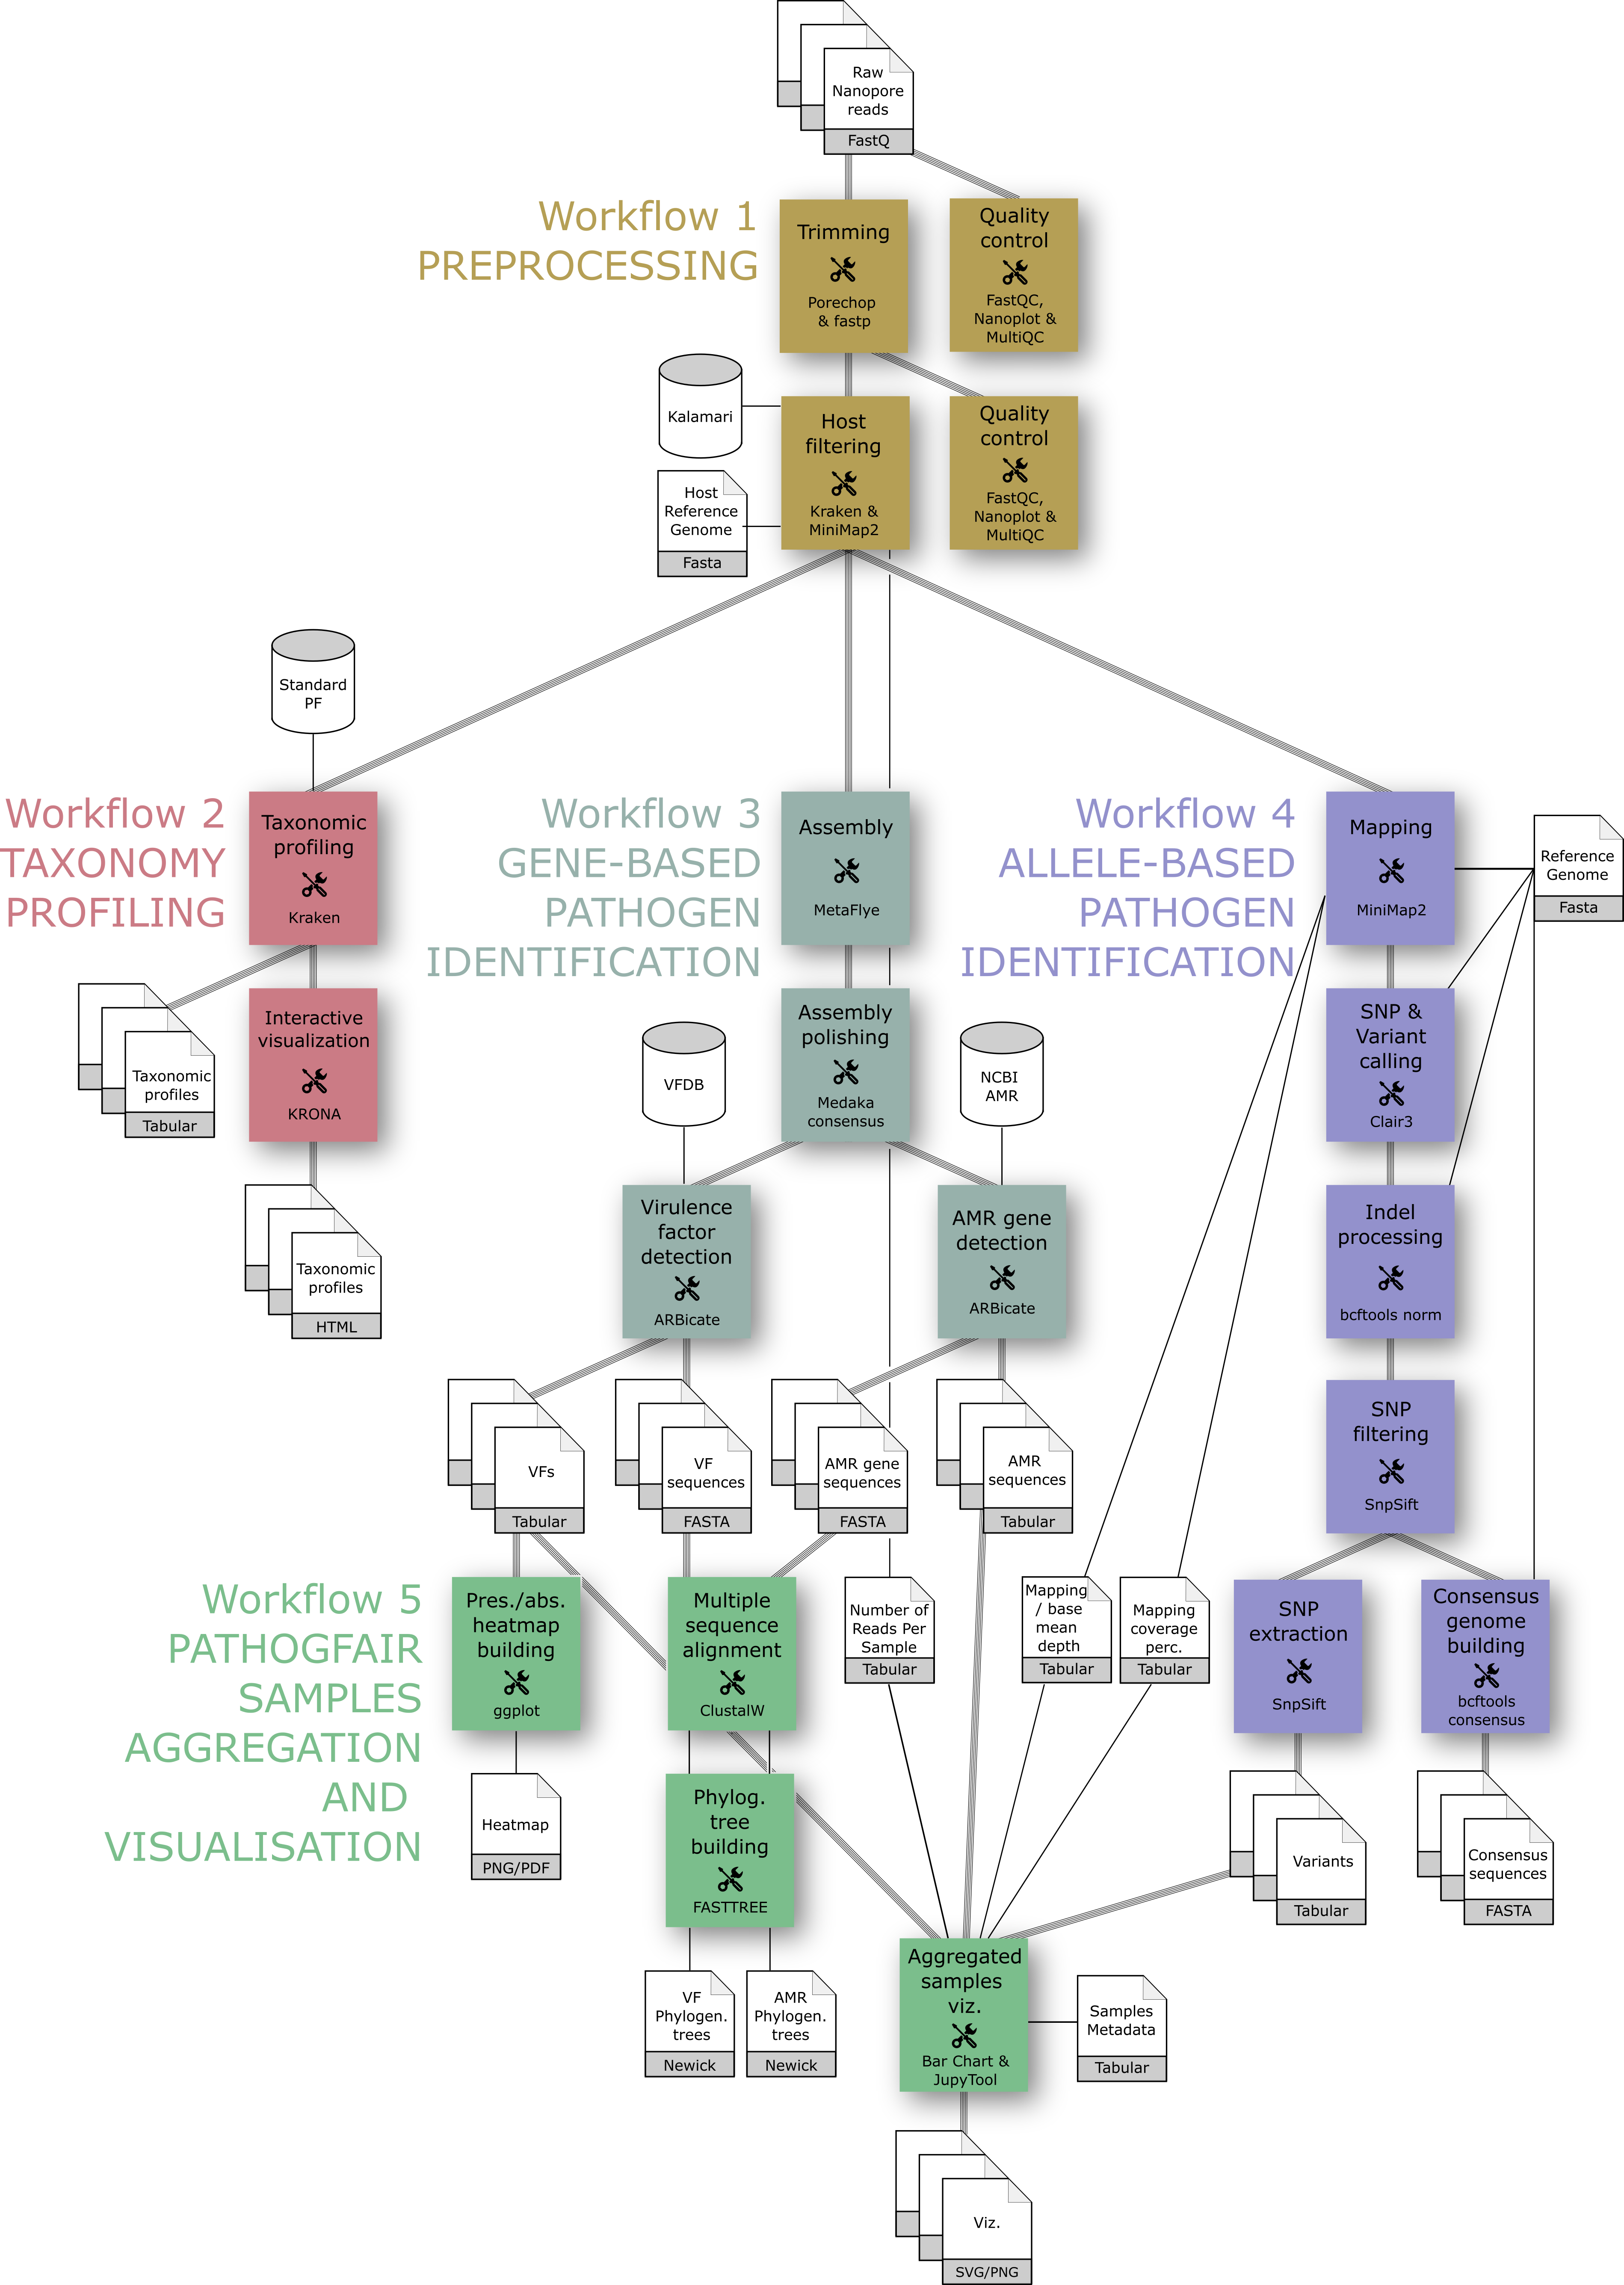 Raw
Nanopore
reads
FastQ
Workflow 1
PREPROCESSING
Trimming
Porechop
& fastp
Quality
control
FastQC,
Nanoplot &
MultiQC
Kalamari
Host
Reference
Genome
Fasta
Host
filtering
Kraken &
MiniMap2
Quality
control
FastQC,
Nanoplot &
MultiQC
Standard
PF
Workflow 2
TAXONOMY
PROFILING
Taxonomic
profiling
Kraken
Taxonomic
profiles
Tabular
Interactive
visualization
KRONA
Taxonomic
profiles
HTML
Workflow 3
GENE-BASED
PATHOGEN
IDENTIFICATION
Assembly
MetaFlye
Assembly
polishing
Medaka
consensus
VFDB
NCBI
AMR
Virulence
factor
detection
ARBicate
AMR gene
detection
ARBicate
VFs
Tabular
VF
sequences
FASTA
AMR gene
sequences
FASTA
AMR
sequences
Tabular
Workflow 4
ALLELE-BASED
PATHOGEN
IDENTIFICATION
Mapping
MiniMap2
Reference
Genome
Fasta
SNP &
Variant
calling
Clair3
Indel
processing
bcftools norm
SNP
filtering
SnpSift
SNP
extraction
SnpSift
Consensus
genome
building
bcftools
consensus
Variants
Tabular
Consensus
sequences
FASTA
Workflow 5
PATHOGFAIR
SAMPLES
AGGREGATION
AND
VISUALISATION
Pres./abs.
heatmap
building
ggplot
Multiple
sequence
alignment
ClustalW
Number of
Reads Per
Sample
Tabular
Mapping
/ base
mean
depth
Tabular
Mapping
coverage
perc.
Tabular
Heatmap
PNG/PDF
Phylog.
tree
building
FASTTREE
VF
Phylogen.
trees
Newick
AMR
Phylogen.
trees
Newick
Aggregated
samples
viz.
Bar Chart &
JupyTool
Samples
Metadata
Tabular
Viz.
SVG/PNG